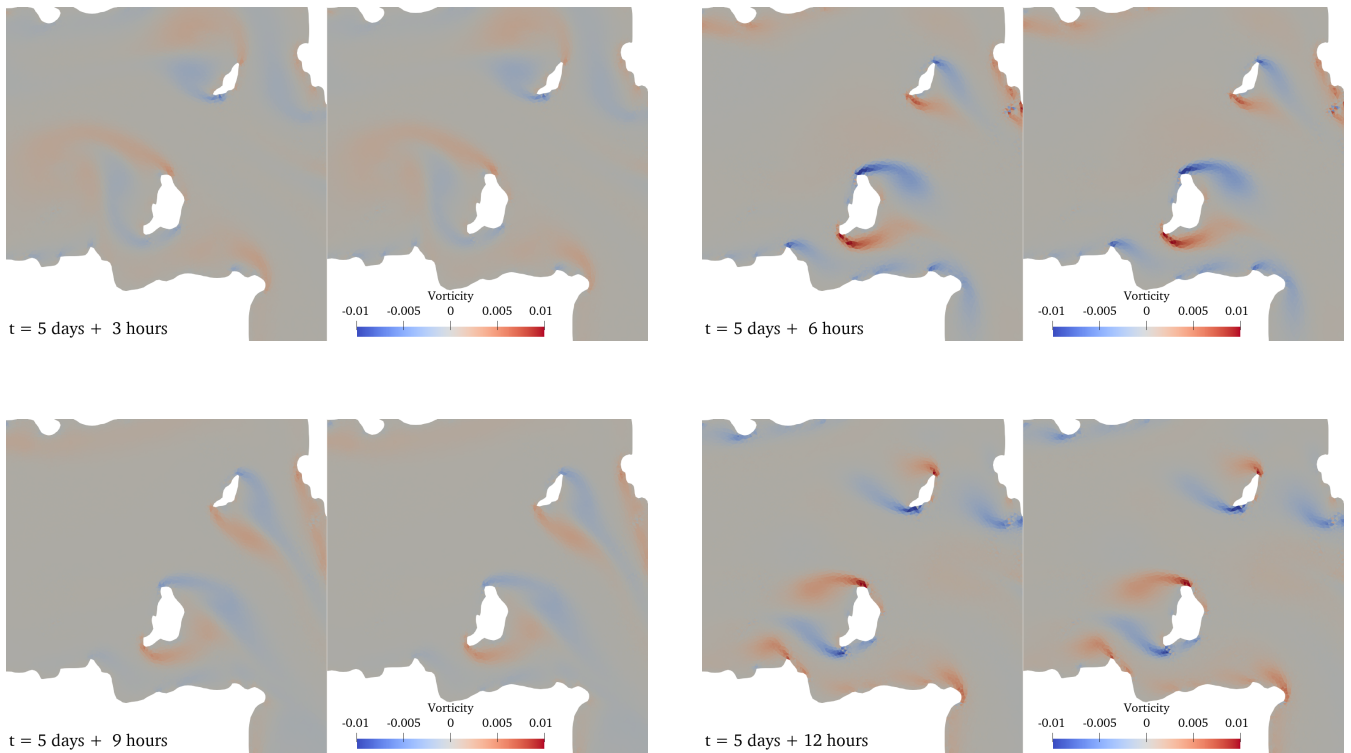 Vorticity
-0.01 -0.005 0 0.005 0.01
t = 5 days + 3 hours
Vorticity
-0.01 -0.005 0 0.005 0.01
t = 5 days + 6 hours
Vorticity
-0.01 -0.005 0 0.005 0.01
t = 5 days + 9 hours
Vorticity
-0.01 -0.005 0 0.005 0.01
t = 5 days + 12 hours